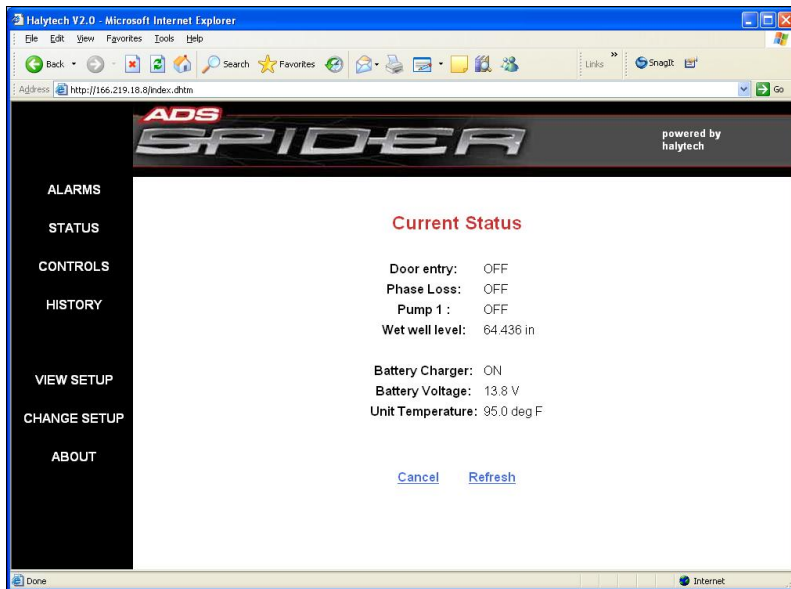 Halytech V2.0 - Microsoft Internet Explorer
File Edit View Favorites Tools Help
Back Search Favorites Links » SnagIt
Address http://166.219.18.8/index.dhtm Go
ADS
SPIDER
powered by
halytech
ALARMS
STATUS
CONTROLS
HISTORY
VIEW SETUP
CHANGE SETUP
ABOUT
Current Status
Door entry: OFF
Phase Loss: OFF
Pump 1 : OFF
Wet well level: 64.436 in
Battery Charger: ON
Battery Voltage: 13.8 V
Unit Temperature: 95.0 deg F
Cancel Refresh
Done Internet